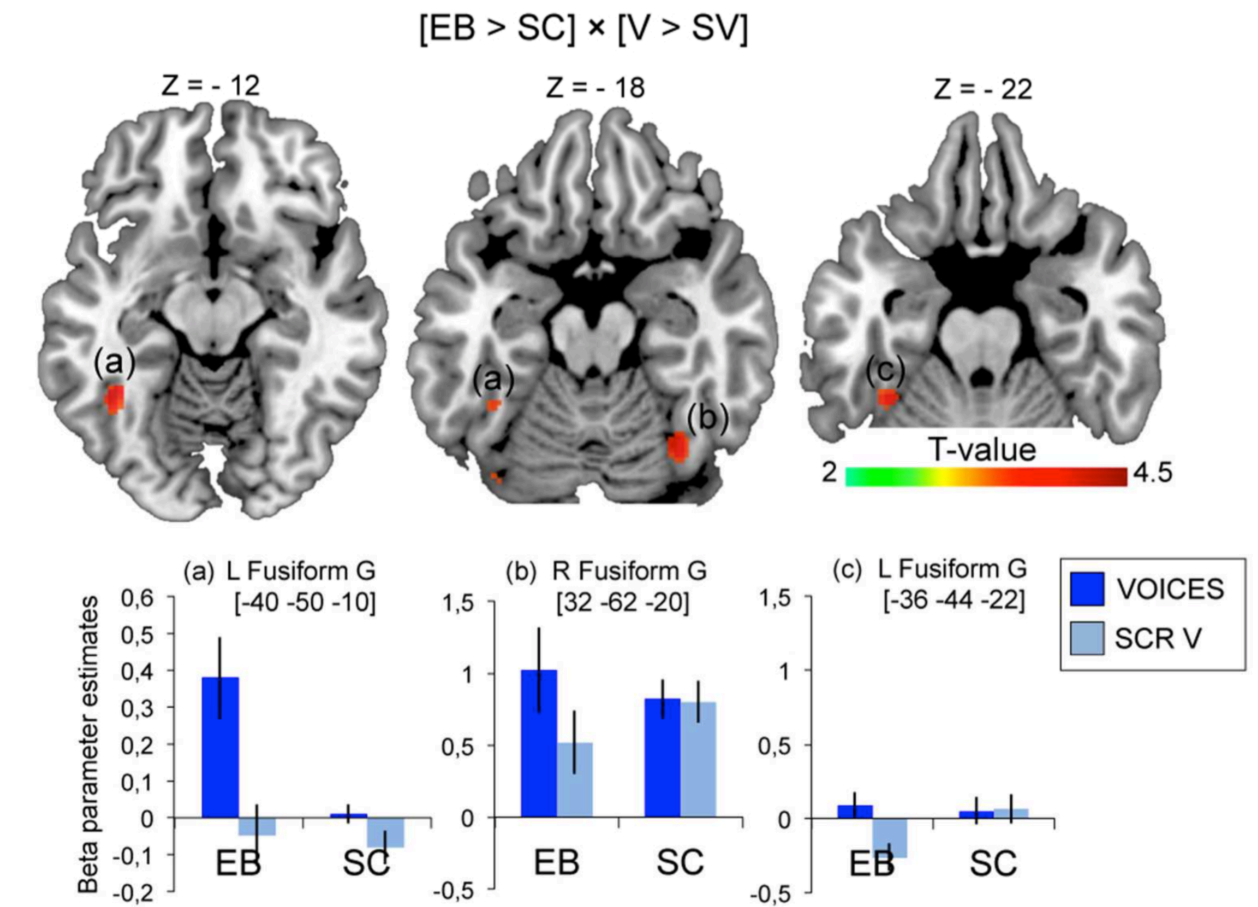 [EB > SC] × [V > SV]
Z = - 12
Z = - 18
Z = - 22
(a)
(a)
(b)
(c)
T-value
2
4.5
(a) L Fusiform G
[-40 -50 -10]
(b) R Fusiform G
[32 -62 -20]
(c) L Fusiform G
[-36 -44 -22]
VOICES
SCR V
Beta parameter estimates
0,6
0,5
0,4
0,3
0,2
0,1
0
-0,1
-0,2
EB SC
1,5
1
0,5
0
-0,5
EB SC
1,5
1
0,5
0
-0,5
EB SC